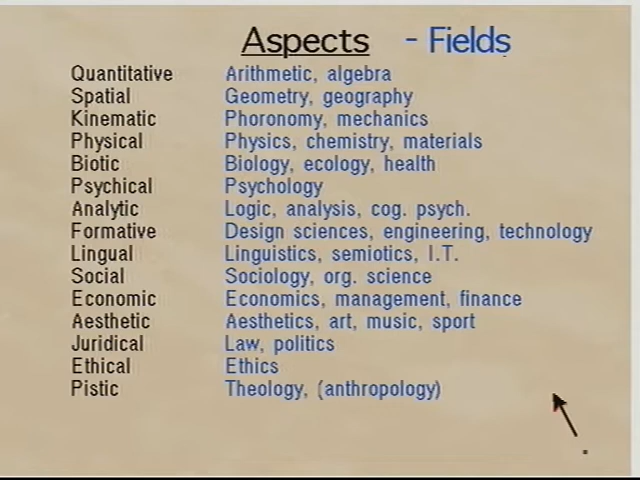 Aspects - Fields
Quantitative Arithmetic, algebra
Spatial Geometry, geography
Kinematic Phoronomy, mechanics
Physical Physics, chemistry, materials
Biotic Biology, ecology, health
Psychical Psychology
Analytic Logic, analysis, cog. psych.
Formative Design sciences, engineering, technology
Lingual Linguistics, semiotics, I.T.
Social Sociology, org. science
Economic Economics, management, finance
Aesthetic Aesthetics, art, music, sport
Juridical Law, politics
Ethical Ethics
Pistic Theology, (anthropology)